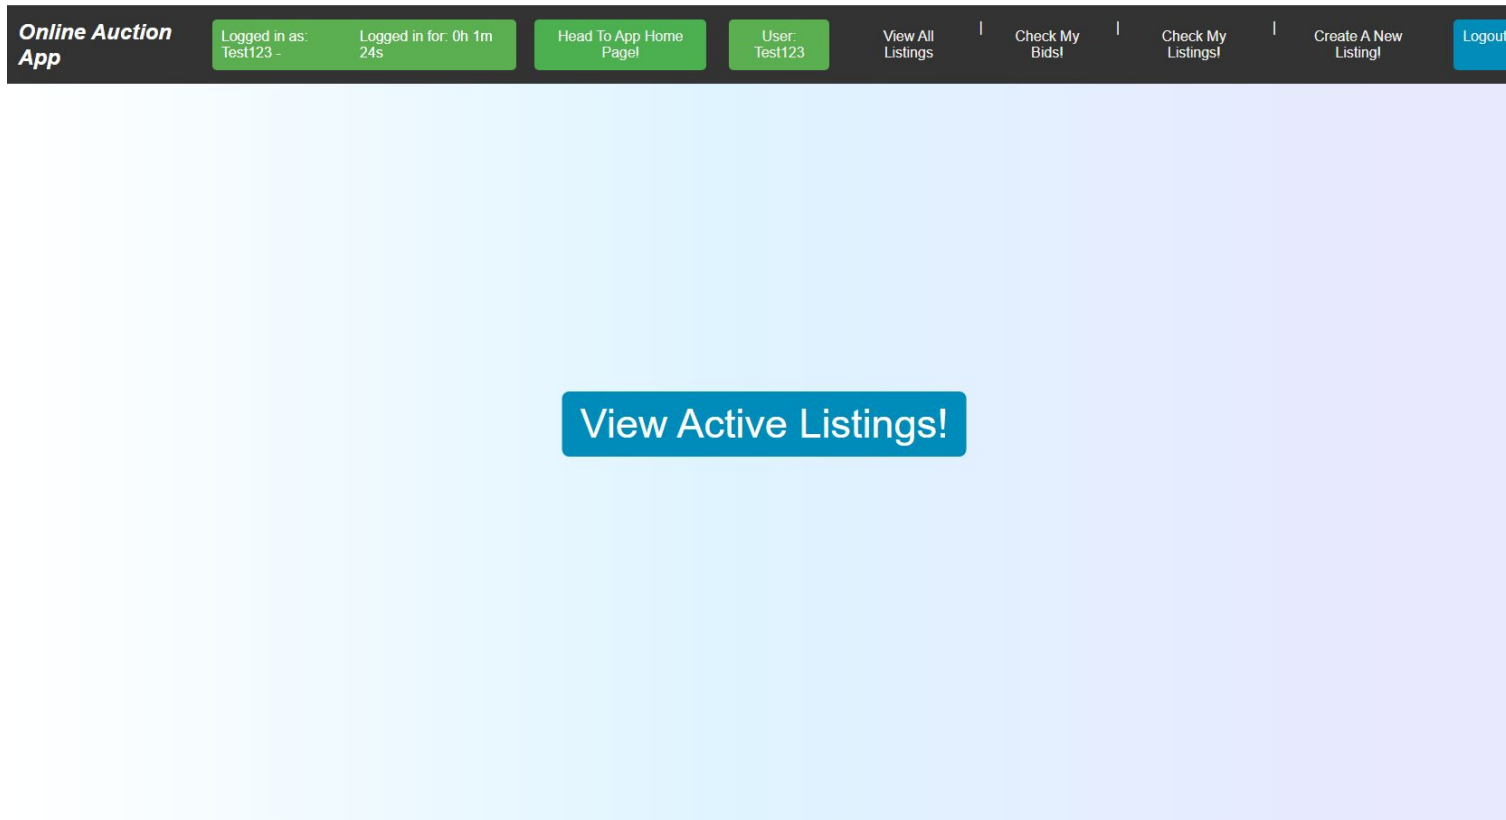 Online Auction
App
Logged in as:
Test123 -
Logged in for: 0h 1m
24s
Head To App Home
Page!
User:
Test123
View All
Listings
|
Check My
Bids!
|
Check My
Listings!
|
Create A New
Listing!
Logout
View Active Listings!